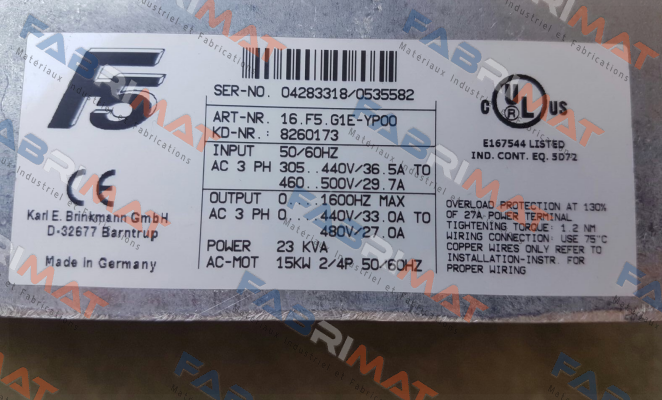 F5
SER-NO. 04283318/0535582
ART-NR. 16.F5.G1E-YP00
KD-NR.: 8260173
INPUT 50/60HZ
AC 3 PH 305...440V/36.5A TO
460...500V/29.7A
OUTPUT 0...1600HZ MAX
AC 3 PH 0...440V/33.0A TO
480V/27.0A
POWER 23 KVA
AC-MOT 15KW 2/4P 50/60HZ
CE
Karl E. Brinkmann GmbH
D-32677 Barntrup
Made in Germany
C UL US
E167544 LISTED
IND. CONT. EQ. 5D72
OVERLOAD PROTECTION AT 130%
OF 27A. POWER TERMINAL
TIGHTENING TORQUE: 1.2 NM
WIRING CONNECTION: USE 75°C
COPPER WIRES ONLY REFER TO
INSTALLATION-INSTR. FOR
PROPER WIRING
FABRIMAT
Matériaux Industriel et Fabrications